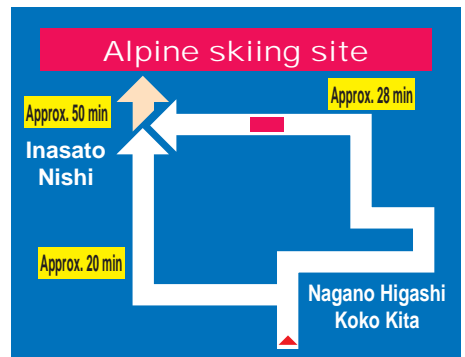 Alpine skiing site
Approx. 28 min
Approx. 50 min
Inasato
Nishi
Approx. 20 min
Nagano Higashi
Koko Kita